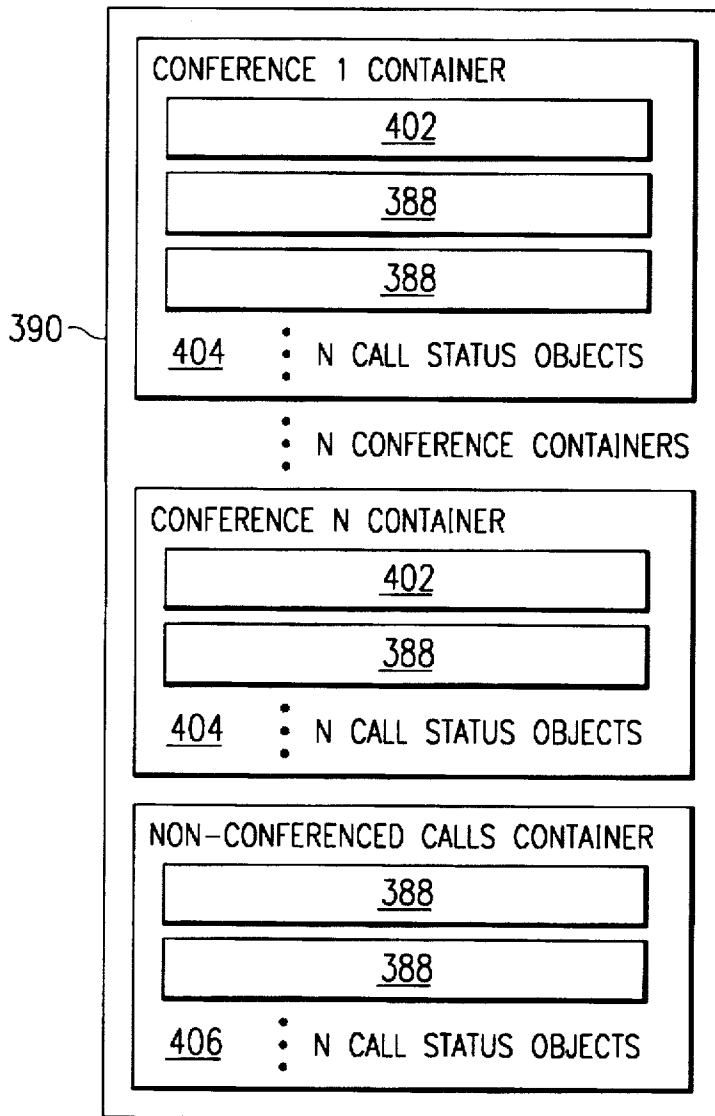 CONFERENCE 1 CONTAINER
402
388
388
390
404 N CALL STATUS OBJECTS
N CONFERENCE CONTAINERS
CONFERENCE N CONTAINER
402
388
404 N CALL STATUS OBJECTS
NON-CONFERENCED CALLS CONTAINER
388
388
406 N CALL STATUS OBJECTS